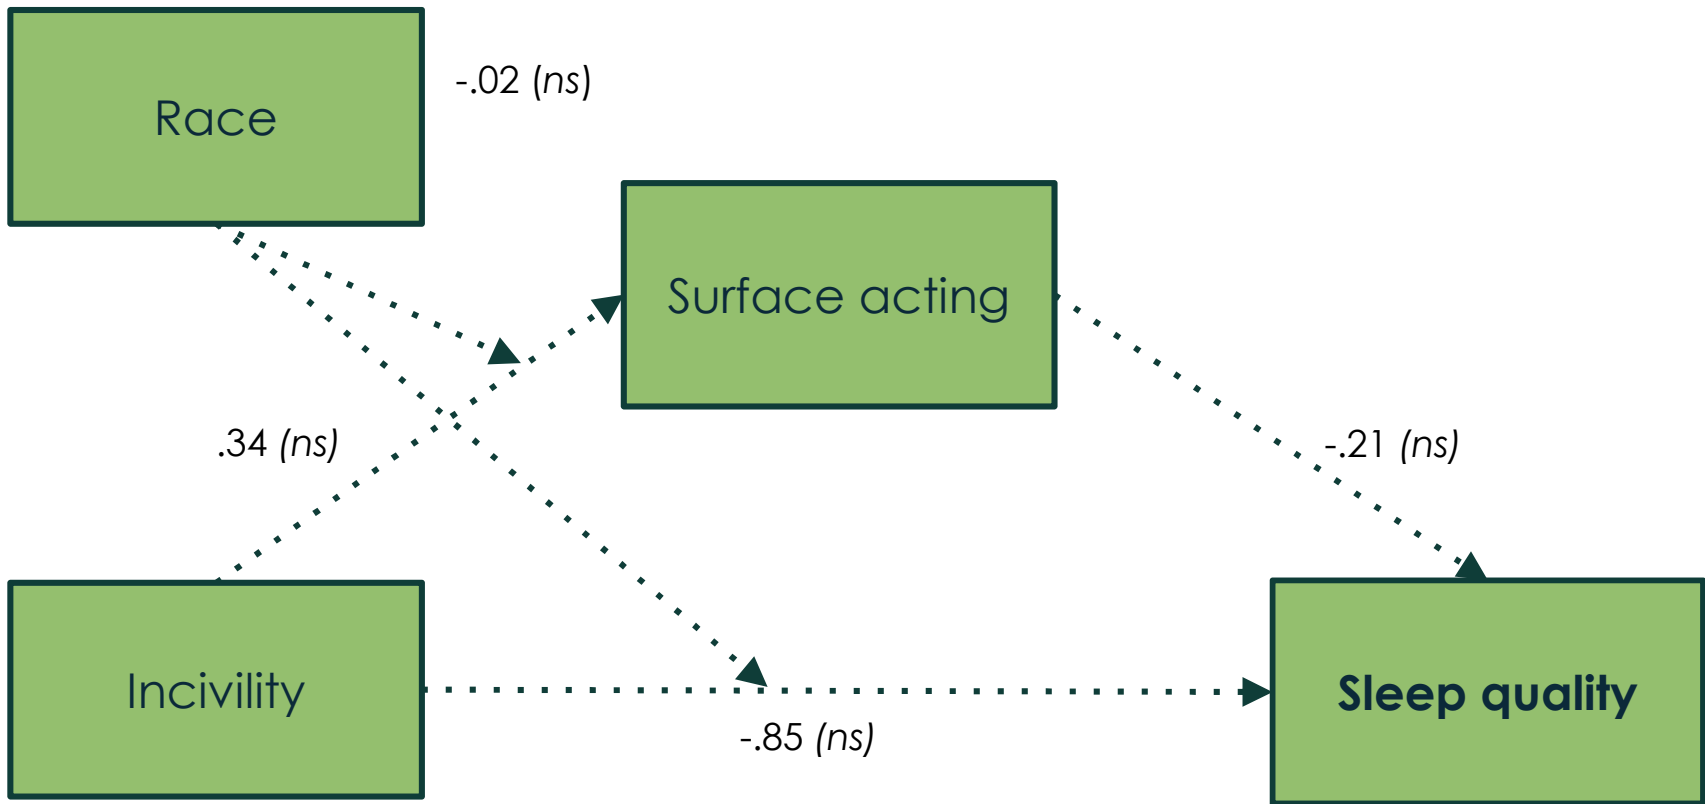 Race
-.02 (ns)
Surface acting
.34 (ns)
-.21 (ns)
Incivility
-.85 (ns)
Sleep quality